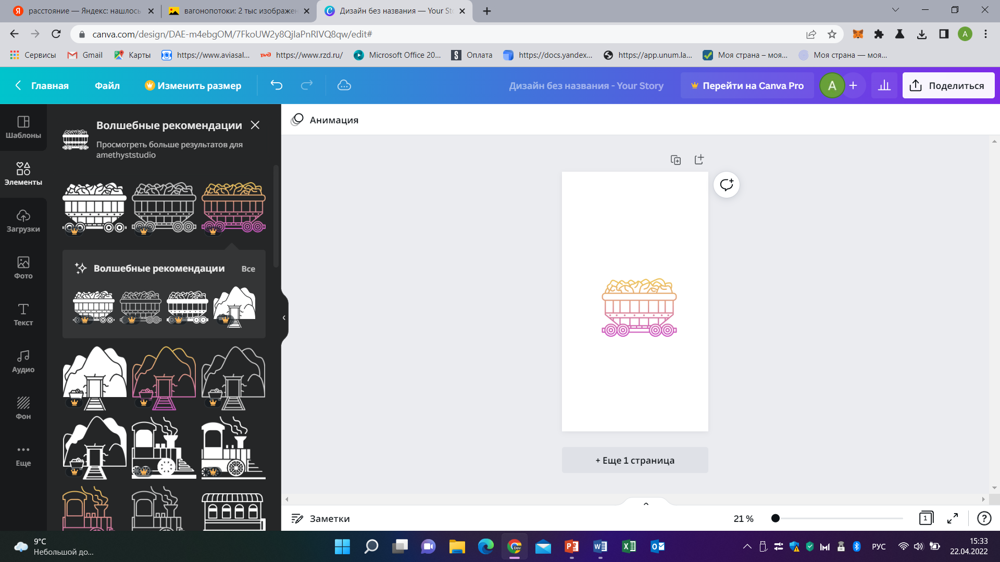 расстояние — Яндекс: нашлось
вагонопотоки: 2 тыс изображен
Дизайн без названия — Your Sto
canva.com/design/DAE-m4ebgOM/7FkoUW2y8QjIaPnRIVQ8qw/edit#
A
Сервисы
Gmail
Карты
https://www.aviasal...
https://www.rzd.ru/
Microsoft Office 20...
Оплата
https://docs.yandex...
https://app.unum.la...
Моя страна – моя...
Моя страна — моя...
Главная
Файл
Изменить размер
Дизайн без названия - Your Story
Перейти на Canva Pro
A
Поделиться
Шаблоны
Элементы
Загрузки
Фото
Текст
Аудио
Фон
Еще
Волшебные рекомендации
Просмотреть больше результатов для
amethyststudio
Волшебные рекомендации
Все
Анимация
+ Еще 1 страница
Заметки
21 %
1
?
9°C
Небольшой до...
Dev
РУС
15:33
22.04.2022